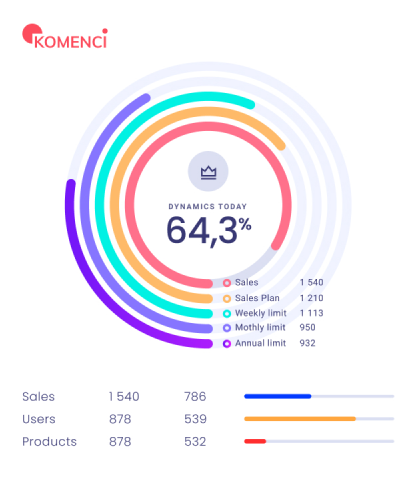 KOMENCI
DYNAMICS TODAY
64,3%
Sales 1 540
Sales Plan 1 210
Weekly limit 1 113
Mothly limit 950
Annual limit 932
Sales 1 540 786
Users 878 539
Products 878 532